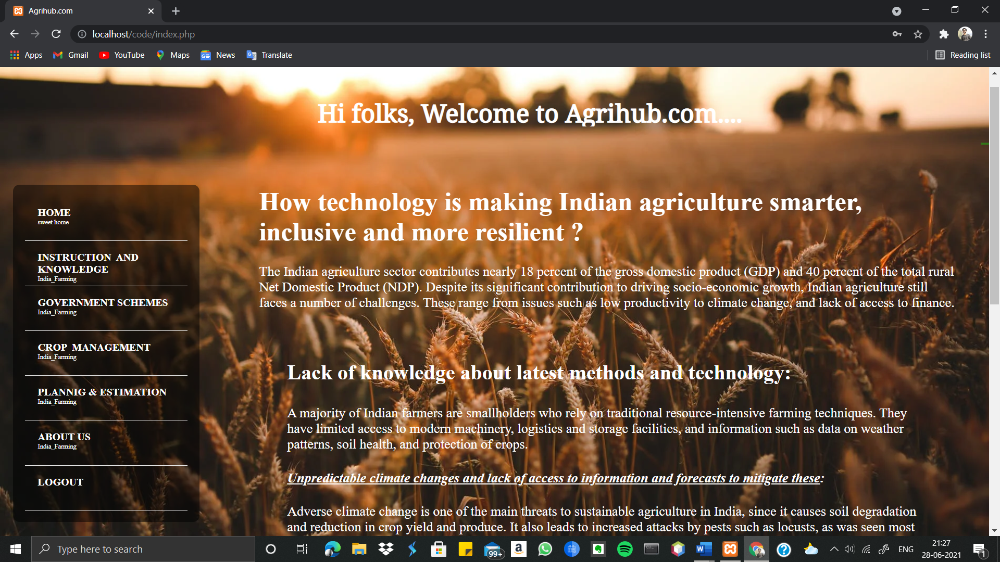 Agrihub.com
localhost/code/index.php
Apps Gmail YouTube Maps News Translate Reading list
Hi folks, Welcome to Agrihub.com....
HOME
sweet home
INSTRUCTION AND
KNOWLEDGE
India_Farming
GOVERNMENT SCHEMES
India_Farming
CROP MANAGEMENT
India_Farming
PLANNIG & ESTIMATION
India_Farming
ABOUT US
India_Farming
LOGOUT
How technology is making Indian agriculture smarter,
inclusive and more resilient ?
The Indian agriculture sector contributes nearly 18 percent of the gross domestic product (GDP) and 40 percent of the total rural
Net Domestic Product (NDP). Despite its significant contribution to driving socio-economic growth, Indian agriculture still
faces a number of challenges. These range from issues such as low productivity to climate change, and lack of access to finance.
Lack of knowledge about latest methods and technology:
A majority of Indian farmers are smallholders who rely on traditional resource-intensive farming techniques. They
have limited access to modern machinery, logistics and storage facilities, and information such as data on weather
patterns, soil health, and protection of crops.
Unpredictable climate changes and lack of access to information and forecasts to mitigate these:
Adverse climate change is one of the main threats to sustainable agriculture in India, since it causes soil degradation
and reduction in crop yield and produce. It also leads to increased attacks by pests such as locusts, as was seen most
Type here to search
99+
ENG
21:27
28-06-2021
1